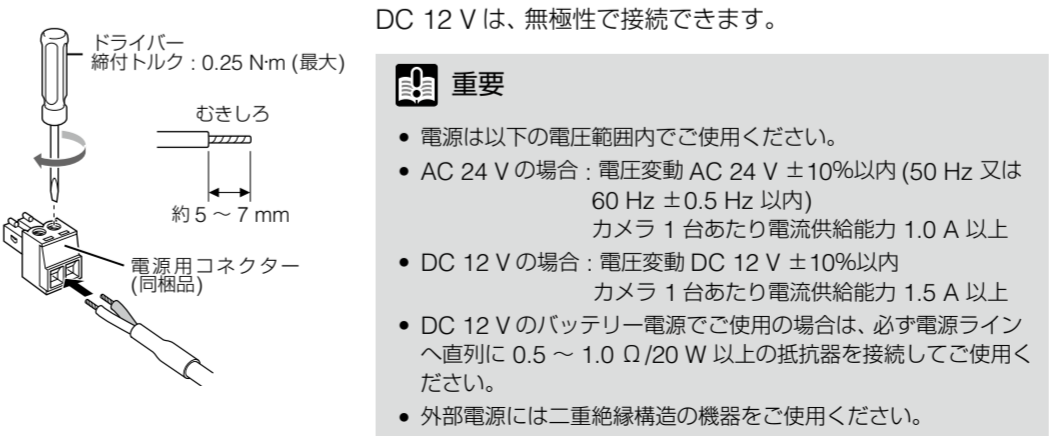 DC 12 V は、無極性で接続できます。
ドライバー
締付トルク : 0.25 N·m (最大)
むきしろ
約 5 ～ 7 mm
電源用コネクター
(同梱品)
重要
• 電源は以下の電圧範囲内でご使用ください。
• AC 24 V の場合 : 電圧変動 AC 24 V ±10%以内 (50 Hz 又は
60 Hz ±0.5 Hz 以内)
カメラ 1 台あたり電流供給能力 1.0 A 以上
• DC 12 V の場合 : 電圧変動 DC 12 V ±10%以内
カメラ 1 台あたり電流供給能力 1.5 A 以上
• DC 12 V のバッテリー電源でご使用の場合は、必ず電源ライン
へ直列に 0.5 ～ 1.0 Ω/20 W 以上の抵抗器を接続してご使用く
ださい。
• 外部電源には二重絶縁構造の機器をご使用ください。